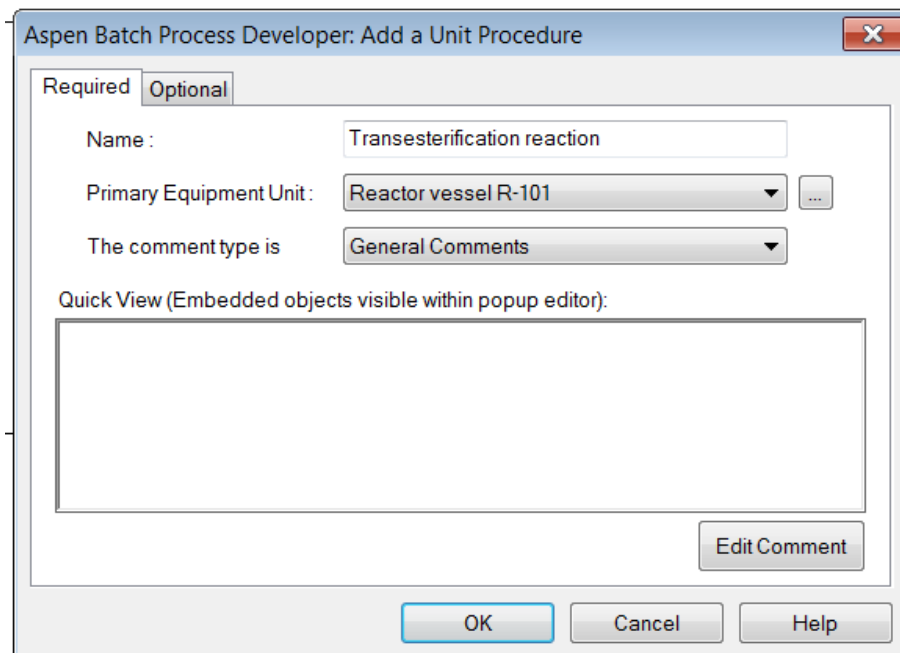 Aspen Batch Process Developer: Add a Unit Procedure
Required Optional
Name : Transesterification reaction
Primary Equipment Unit : Reactor vessel R-101 ...
The comment type is General Comments
Quick View (Embedded objects visible within popup editor):
Edit Comment
OK Cancel Help